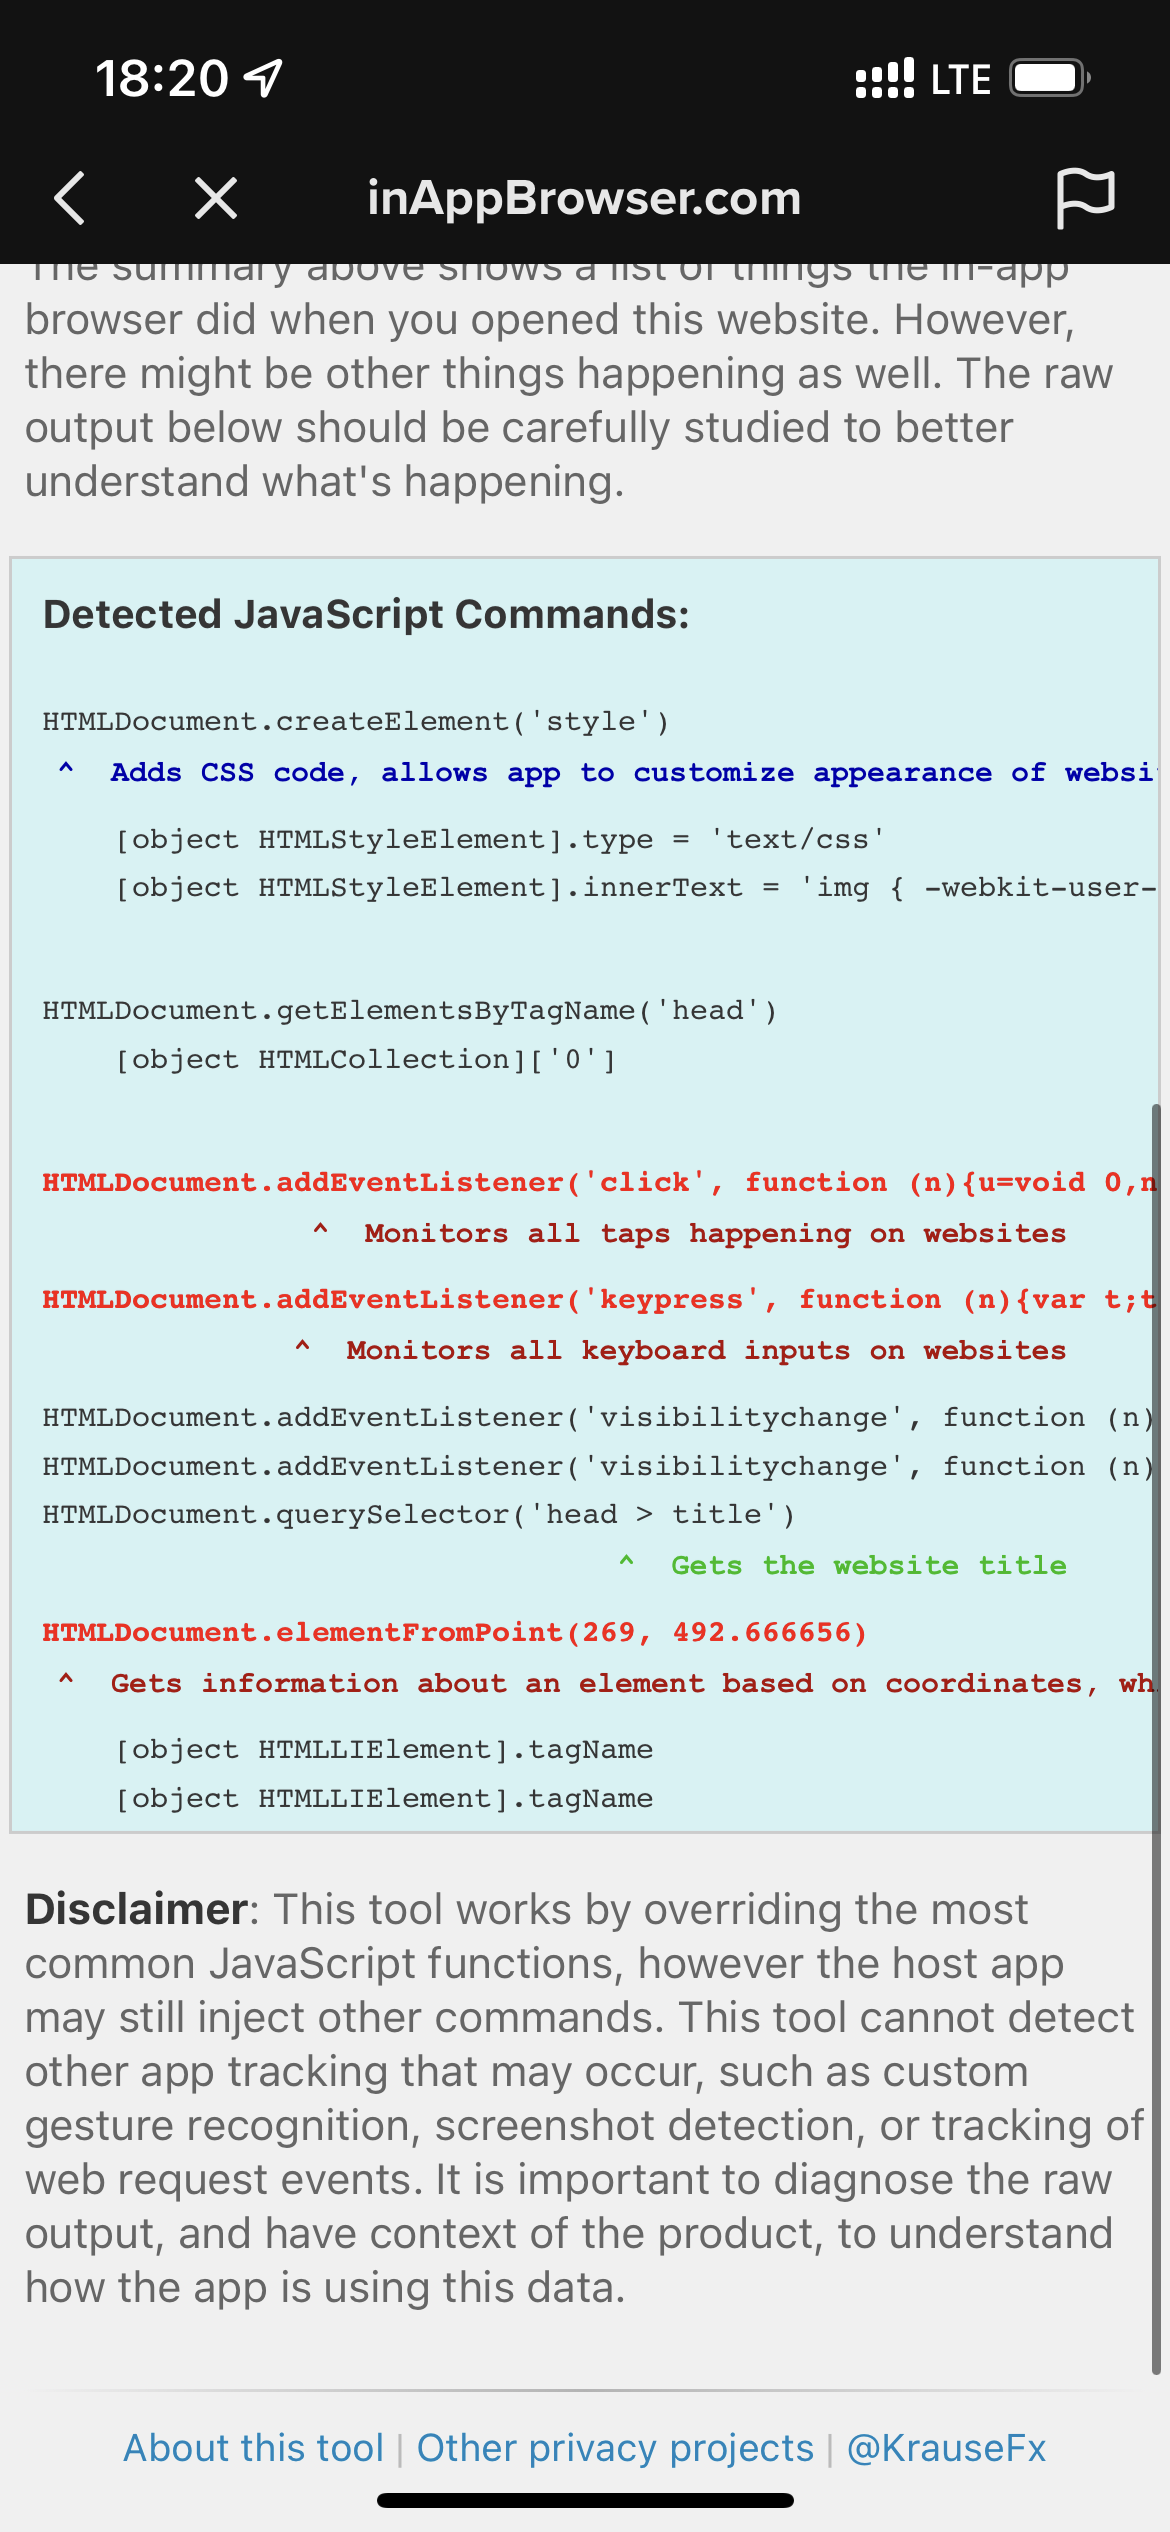 18:20
LTE
inAppBrowser.com
The summary above shows a list of things the in-app
browser did when you opened this website. However,
there might be other things happening as well. The raw
output below should be carefully studied to better
understand what's happening.
Detected JavaScript Commands:
HTMLDocument.createElement('style')
^ Adds CSS code, allows app to customize appearance of websi
[object HTMLStyleElement].type = 'text/css'
[object HTMLStyleElement].innerText = 'img { -webkit-user-
HTMLDocument.getElementsByTagName('head')
[object HTMLCollection]['0']
HTMLDocument.addEventListener('click', function (n){u=void 0,n
^ Monitors all taps happening on websites
HTMLDocument.addEventListener('keypress', function (n){var t;t
^ Monitors all keyboard inputs on websites
HTMLDocument.addEventListener('visibilitychange', function (n)
HTMLDocument.addEventListener('visibilitychange', function (n)
HTMLDocument.querySelector('head > title')
^ Gets the website title
HTMLDocument.elementFromPoint(269, 492.666656)
^ Gets information about an element based on coordinates, wh
[object HTMLLIElement].tagName
[object HTMLLIElement].tagName
Disclaimer: This tool works by overriding the most
common JavaScript functions, however the host app
may still inject other commands. This tool cannot detect
other app tracking that may occur, such as custom
gesture recognition, screenshot detection, or tracking of
web request events. It is important to diagnose the raw
output, and have context of the product, to understand
how the app is using this data.
About this tool | Other privacy projects | @KrauseFx